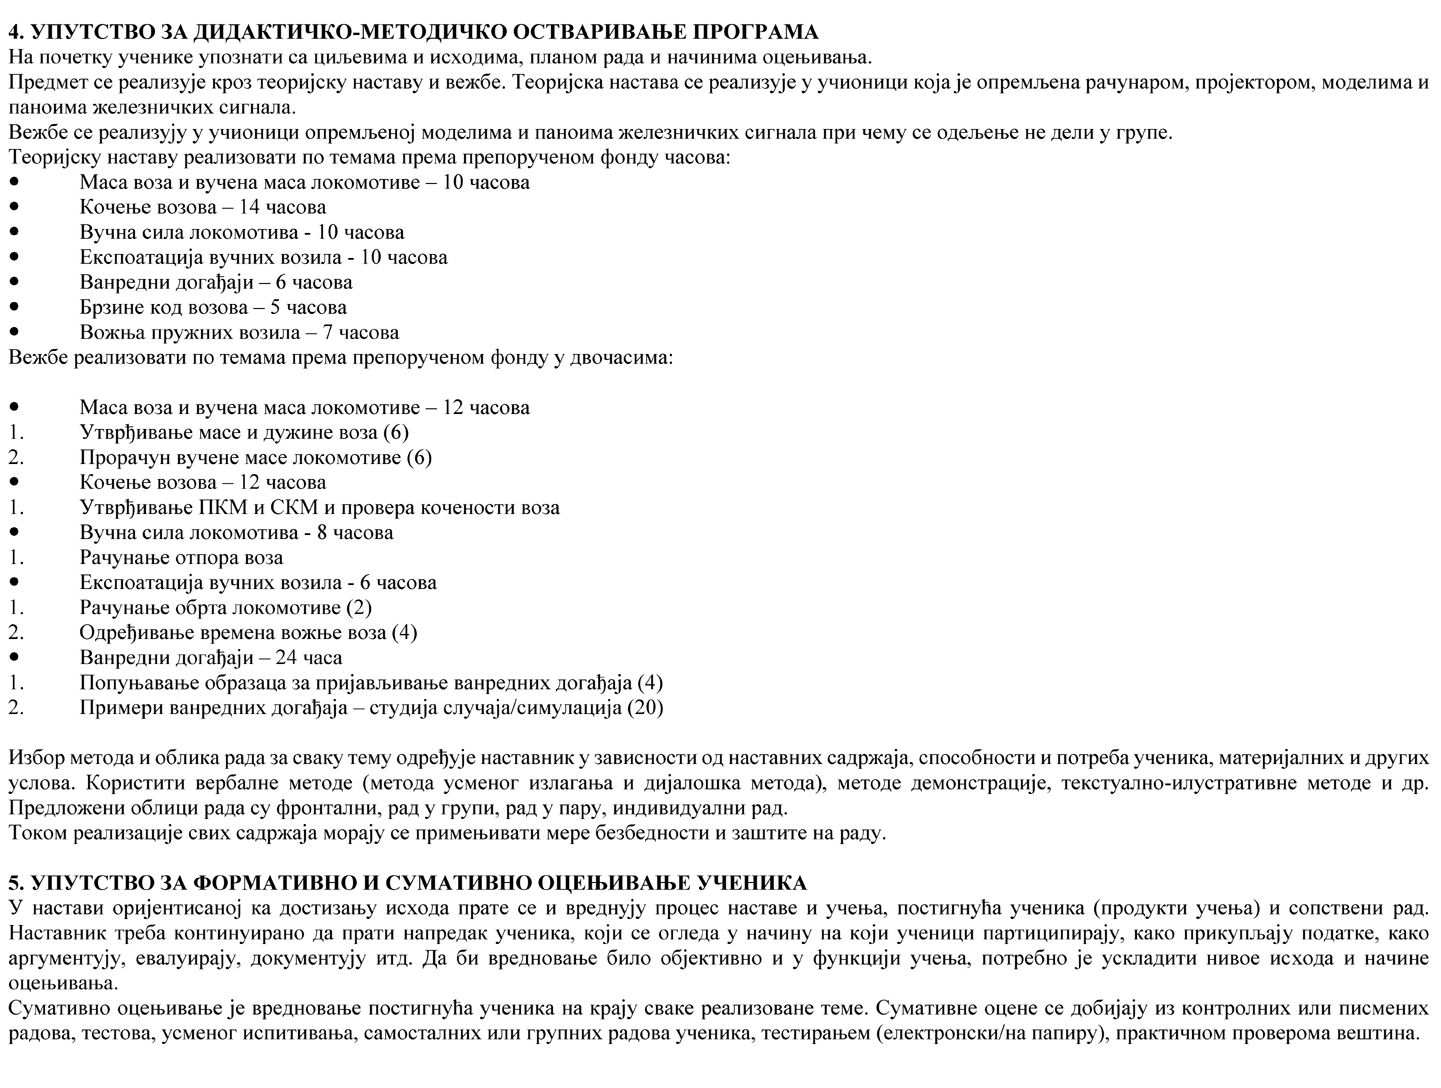 4. УПУТСТВО ЗА ДИДАКТИЧКО-МЕТОДИЧКО ОСТВАРИВАЊЕ ПРОГРАМА
На почетку ученике упознати са циљевима и исходима, планом рада и начинима оцењивања.
Предмет се реализује кроз теоријску наставу и вежбе. Теоријска настава се реализује у учионици која је опремљена рачунаром, пројектором, моделима и
паноима железничких сигнала.
Вежбе се реализују у учионици опремљеној моделима и паноима железничких сигнала при чему се одељење не дели у групе.
Теоријску наставу реализовати по темама према препорученом фонду часова:
● Маса воза и вучена маса локомотиве – 10 часова
● Кочење возова – 14 часова
● Вучна сила локомотива - 10 часова
● Експоатација вучних возила - 10 часова
● Ванредни догађаји – 6 часова
● Брзине код возова – 5 часова
● Вожња пружних возила – 7 часова
Вежбе реализовати по темама према препорученом фонду у двочасима:
● Маса воза и вучена маса локомотиве – 12 часова
1. Утврђивање масе и дужине воза (6)
2. Прорачун вучене масе локомотиве (6)
● Кочење возова – 12 часова
1. Утврђивање ПКМ и СКМ и провера кочености воза
● Вучна сила локомотива - 8 часова
1. Рачунање отпора воза
● Експоатација вучних возила - 6 часова
1. Рачунање обрта локомотиве (2)
2. Одређивање времена вожње воза (4)
● Ванредни догађаји – 24 часа
1. Попуњавање образаца за пријављивање ванредних догађаја (4)
2. Примери ванредних догађаја – студија случаја/симулација (20)
Избор метода и облика рада за сваку тему одређује наставник у зависности од наставних садржаја, способности и потреба ученика, материјалних и других
услова. Користити вербалне методе (метода усменог излагања и дијалошка метода), методе демонстрације, текстуално-илустративне методе и др.
Предложени облици рада су фронтални, рад у групи, рад у пару, индивидуални рад.
Током реализације свих садржаја морају се примењивати мере безбедности и заштите на раду.
5. УПУТСТВО ЗА ФОРМАТИВНО И СУМАТИВНО ОЦЕЊИВАЊЕ УЧЕНИКА
У настави оријентисаној ка достизању исхода прате се и вреднују процес наставе и учења, постигнућа ученика (продукти учења) и сопствени рад.
Наставник треба континуирано да прати напредак ученика, који се огледа у начину на који ученици партиципирају, како прикупљају податке, како
аргументују, евалуирају, документују итд. Да би вредновање било објективно и у функцији учења, потребно је ускладити нивое исхода и начине
оцењивања.
Сумативно оцењивање је вредновање постигнућа ученика на крају сваке реализоване теме. Сумативне оцене се добијају из контролних или писмених
радова, тестова, усменог испитивања, самосталних или групних радова ученика, тестирањем (електронски/на папиру), практичном проверома вештина.